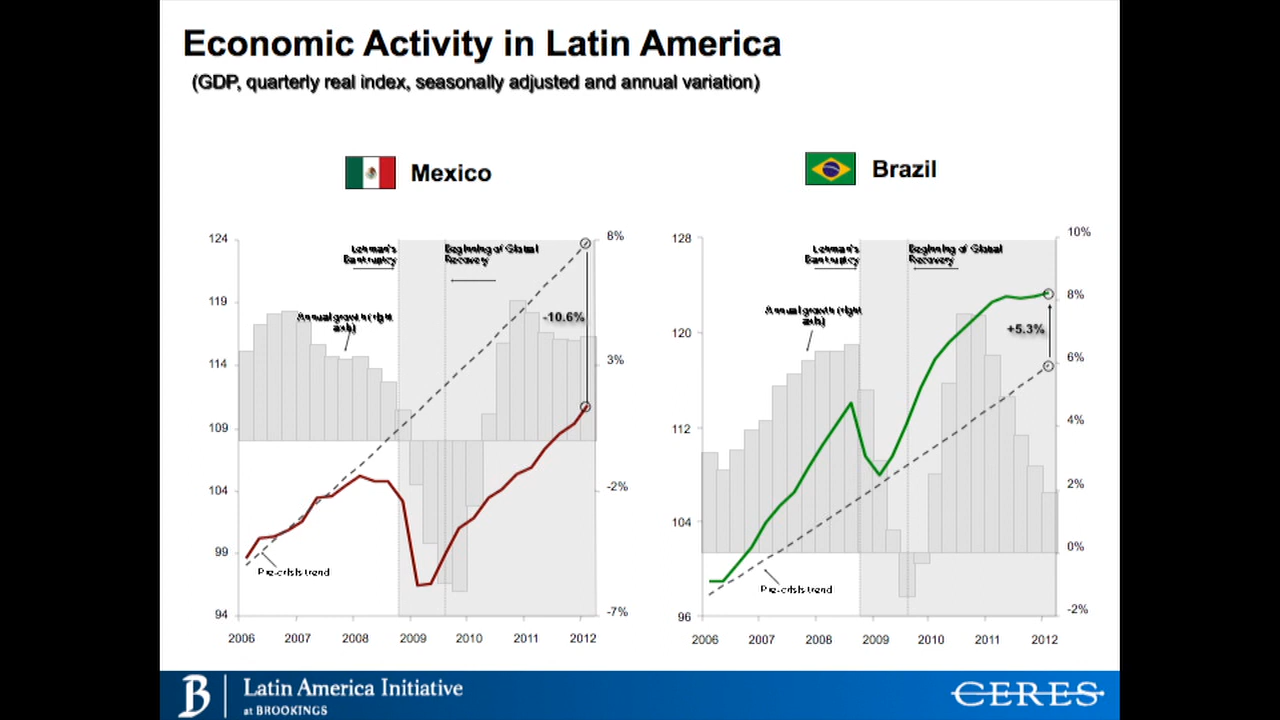 Economic Activity in Latin America
(GDP, quarterly real index, seasonally adjusted and annual variation)
Mexico
Brazil
124
119
114
109
104
99
94
8%
3%
-2%
-7%
Lehman's
Bankruptcy
Beginning of Global
Recovery
Annual growth (right
axis)
-10.6%
Pre-crisis trend
2006 2007 2008 2009 2010 2011 2012
128
120
112
104
96
10%
8%
6%
4%
2%
0%
-2%
Lehman's
Bankruptcy
Beginning of Global
Recovery
Annual growth (right
axis)
+5.3%
Pre-crisis trend
2006 2007 2008 2009 2010 2011 2012
B
Latin America Initiative
at BROOKINGS
CERES